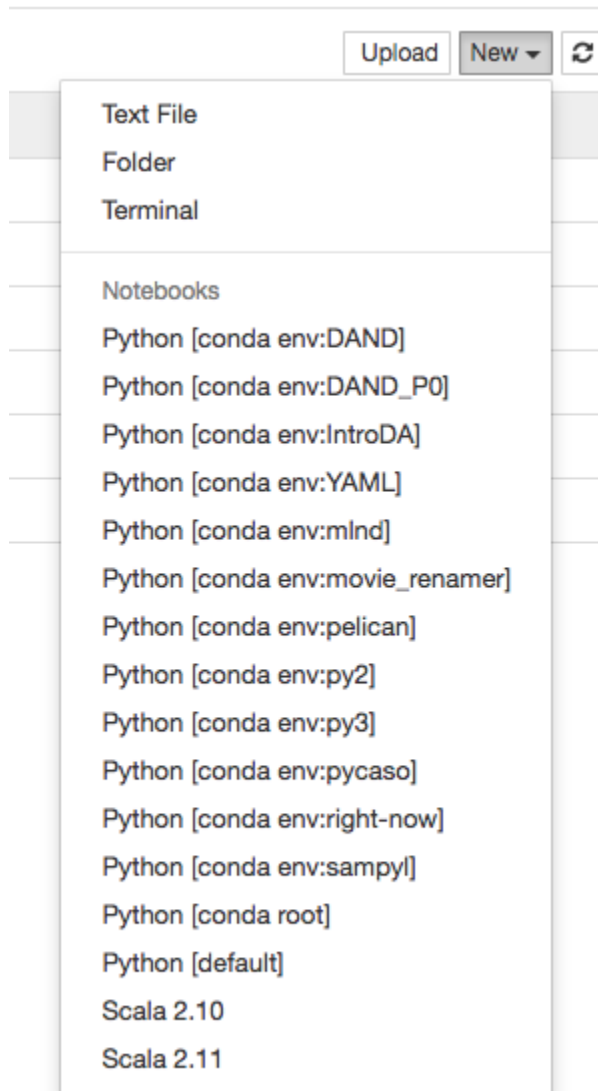 Upload New
Text File
Folder
Terminal
Notebooks
Python [conda env:DAND]
Python [conda env:DAND_P0]
Python [conda env:IntroDA]
Python [conda env:YAML]
Python [conda env:mlnd]
Python [conda env:movie_renamer]
Python [conda env:pelican]
Python [conda env:py2]
Python [conda env:py3]
Python [conda env:pycaso]
Python [conda env:right-now]
Python [conda env:sampyl]
Python [conda root]
Python [default]
Scala 2.10
Scala 2.11